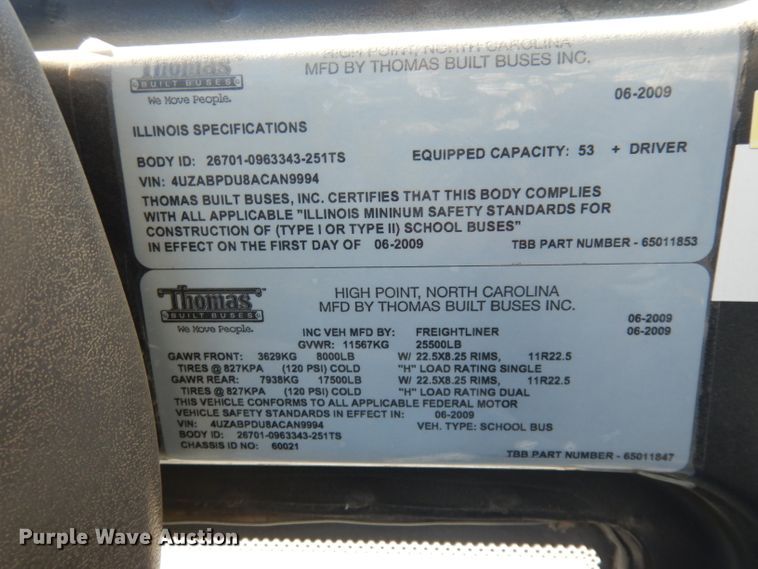 HIGH POINT, NORTH CAROLINA
Thomas
BUILT BUSES
MFD BY THOMAS BUILT BUSES INC.
We Move People.
06-2009
ILLINOIS SPECIFICATIONS
BODY ID: 26701-0963343-251TS EQUIPPED CAPACITY: 53 + DRIVER
VIN: 4UZABPDU8ACAN9994
THOMAS BUILT BUSES, INC. CERTIFIES THAT THIS BODY COMPLIES
WITH ALL APPLICABLE "ILLINOIS MININUM SAFETY STANDARDS FOR
CONSTRUCTION OF (TYPE I OR TYPE II) SCHOOL BUSES"
IN EFFECT ON THE FIRST DAY OF 06-2009 TBB PART NUMBER - 65011853
Thomas
BUILT BUSES
We Move People.
HIGH POINT, NORTH CAROLINA
MFD BY THOMAS BUILT BUSES INC.
06-2009
INC VEH MFD BY: FREIGHTLINER 06-2009
GVWR: 11567KG 25500LB
GAWR FRONT: 3629KG 8000LB W/ 22.5X8.25 RIMS, 11R22.5
TIRES @ 827KPA (120 PSI) COLD "H" LOAD RATING SINGLE
GAWR REAR: 7938KG 17500LB W/ 22.5X8.25 RIMS, 11R22.5
TIRES @ 827KPA (120 PSI) COLD "H" LOAD RATING DUAL
THIS VEHICLE CONFORMS TO ALL APPLICABLE FEDERAL MOTOR
VEHICLE SAFETY STANDARDS IN EFFECT IN: 06-2009
VIN: 4UZABPDU8ACAN9994 VEH. TYPE: SCHOOL BUS
BODY ID: 26701-0963343-251TS
CHASSIS ID NO: 60021 TBB PART NUMBER - 65011847
Purple Wave Auction